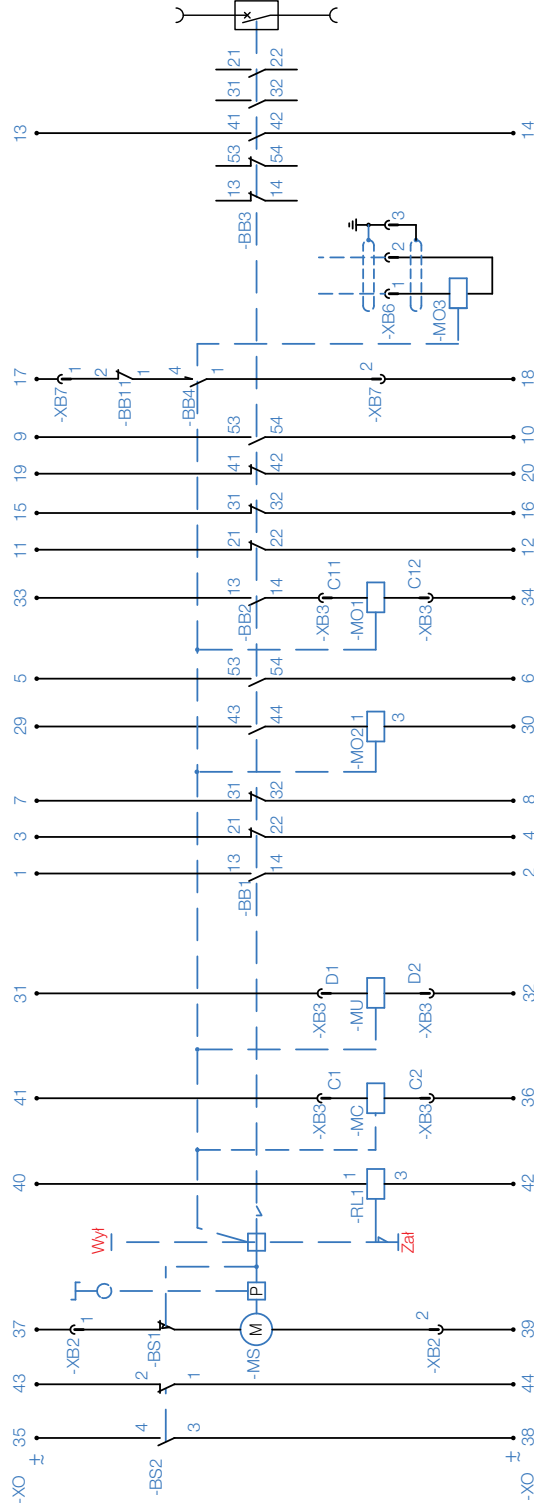 -XO 35 43 37 40 41 31 1 3 7 29 5 33 11 15 19 9 17 13
±
-XB7 1
-XB2 1
Wył
2
-BB11
4 2 1
-BS2 -BS1
4
-BB4
3 1
1
13 21 31 43 53 13 21 31 41 53 13 53 41 31 21
-BB1 -BB2 -BB3
-MS M P
14 22 32 44 54 14 22 32 42 54 14 54 42 32 22
-XB3 C1 -XB3 D1 -XB3 C11
-RL1 1 -MC -MU -MO2 1 -MO1
-XB7 2
-XB6 1 2 3
3 3
Zał
-XB3 C2 -XB3 D2 -XB3 C12
-XB2 2
-MO3
±
-XO 38 44 39 42 36 32 2 4 8 30 6 34 12 16 20 10 18 14